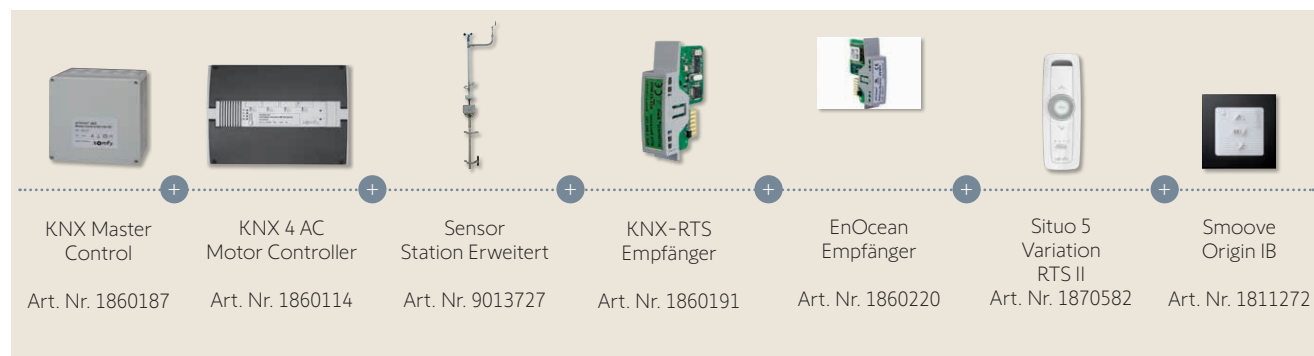 somfy
KNX Master
Control
Art. Nr. 1860187
KNX 4 AC
Motor Controller
Art. Nr. 1860114
Sensor
Station Erweitert
Art. Nr. 9013727
KNX-RTS
Empfänger
Art. Nr. 1860191
EnOcean
Empfänger
Art. Nr. 1860220
Situo 5
Variation
RTS II
Art. Nr. 1870582
Smoove
Origin IB
Art. Nr. 1811272